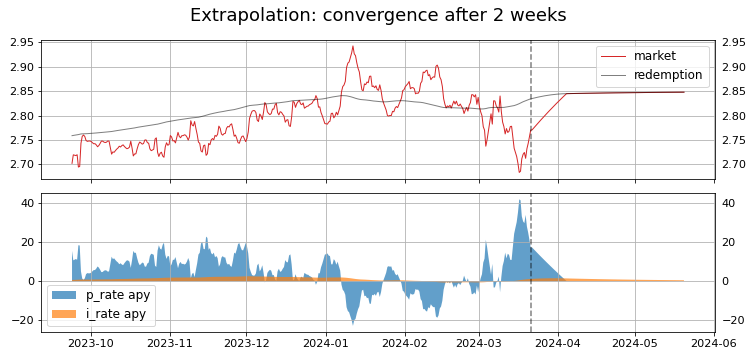 Extrapolation: convergence after 2 weeks
2.95 2.95
2.90 2.90
2.85 2.85
2.80 2.80
2.75 2.75
2.70 2.70
market
redemption
40 40
20 20
0 0
−20 −20
p_rate apy
i_rate apy
2023-10 2023-11 2023-12 2024-01 2024-02 2024-03 2024-04 2024-05 2024-06